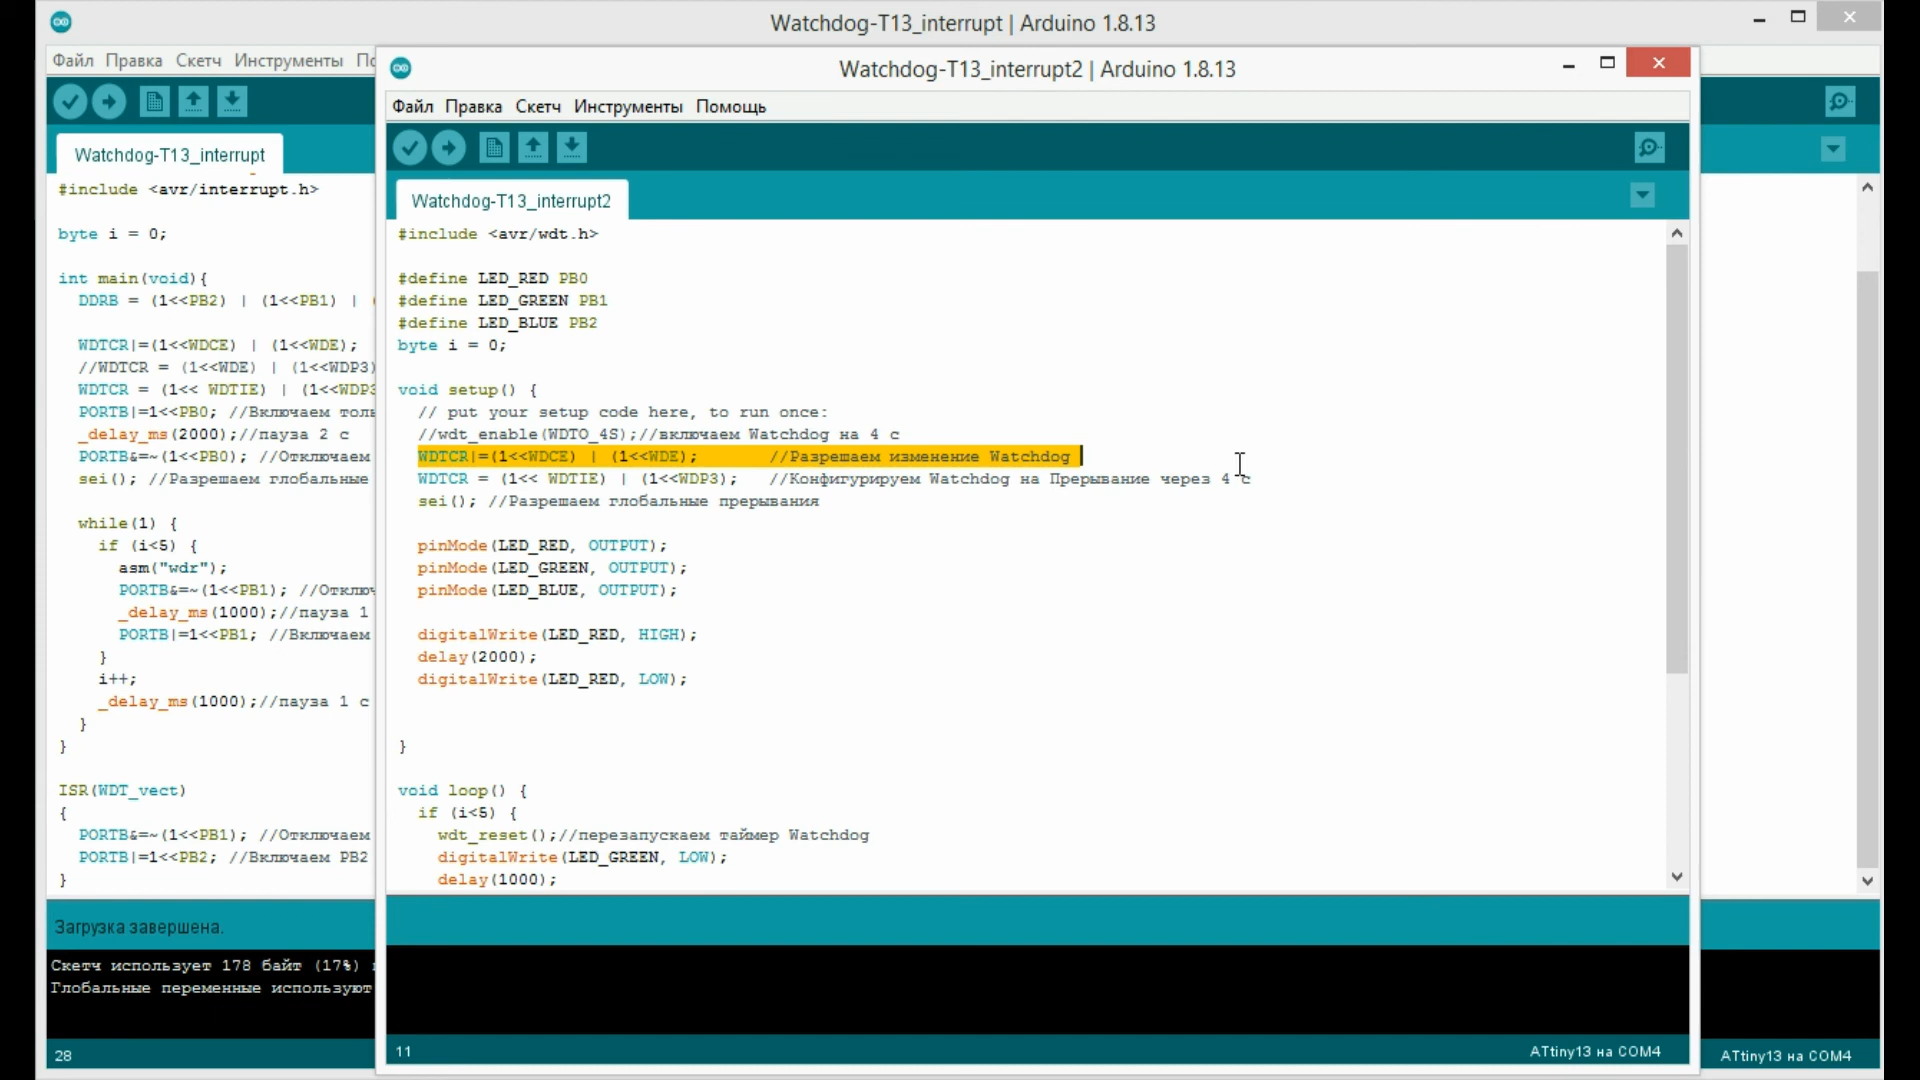 Watchdog-T13_interrupt | Arduino 1.8.13
Файл Правка Скетч Инструменты По
Watchdog-T13_interrupt
#include <avr/interrupt.h>
byte i = 0;
int main(void){
DDRB = (1<<PB2) | (1<<PB1) | (
WDTCR|=(1<<WDCE) | (1<<WDE);
//WDTCR = (1<<WDE) | (1<<WDP3)
WDTCR = (1<< WDTIE) | (1<<WDP3
PORTB|=1<<PB0; //Включаем толь
_delay_ms(2000);//пауза 2 с
PORTB&=~(1<<PB0); //Отключаем
sei(); //Разрешаем глобальные
while(1) {
if (i<5) {
asm("wdr");
PORTB&=~(1<<PB1); //Отключ
_delay_ms(1000);//пауза 1
PORTB|=1<<PB1; //Включаем
}
i++;
_delay_ms(1000);//пауза 1 с
}
}
ISR(WDT_vect)
{
PORTB&=~(1<<PB1); //Отключаем
PORTB|=1<<PB2; //Включаем PB2
}
Загрузка завершена.
Скетч использует 178 байт (17%)
Глобальные переменные используют
28
ATtiny13 на COM4
Watchdog-T13_interrupt2 | Arduino 1.8.13
Файл Правка Скетч Инструменты Помощь
Watchdog-T13_interrupt2
#include <avr/wdt.h>
#define LED_RED PB0
#define LED_GREEN PB1
#define LED_BLUE PB2
byte i = 0;
void setup() {
// put your setup code here, to run once:
//wdt_enable(WDTO_4S);//включаем Watchdog на 4 с
WDTCR|=(1<<WDCE) | (1<<WDE); //Разрешаем изменение Watchdog
WDTCR = (1<< WDTIE) | (1<<WDP3); //Конфигурируем Watchdog на Прерывание через 4 с
sei(); //Разрешаем глобальные прерывания
pinMode(LED_RED, OUTPUT);
pinMode(LED_GREEN, OUTPUT);
pinMode(LED_BLUE, OUTPUT);
digitalWrite(LED_RED, HIGH);
delay(2000);
digitalWrite(LED_RED, LOW);
}
void loop() {
if (i<5) {
wdt_reset();//перезапускаем таймер Watchdog
digitalWrite(LED_GREEN, LOW);
delay(1000);
11
ATtiny13 на COM4